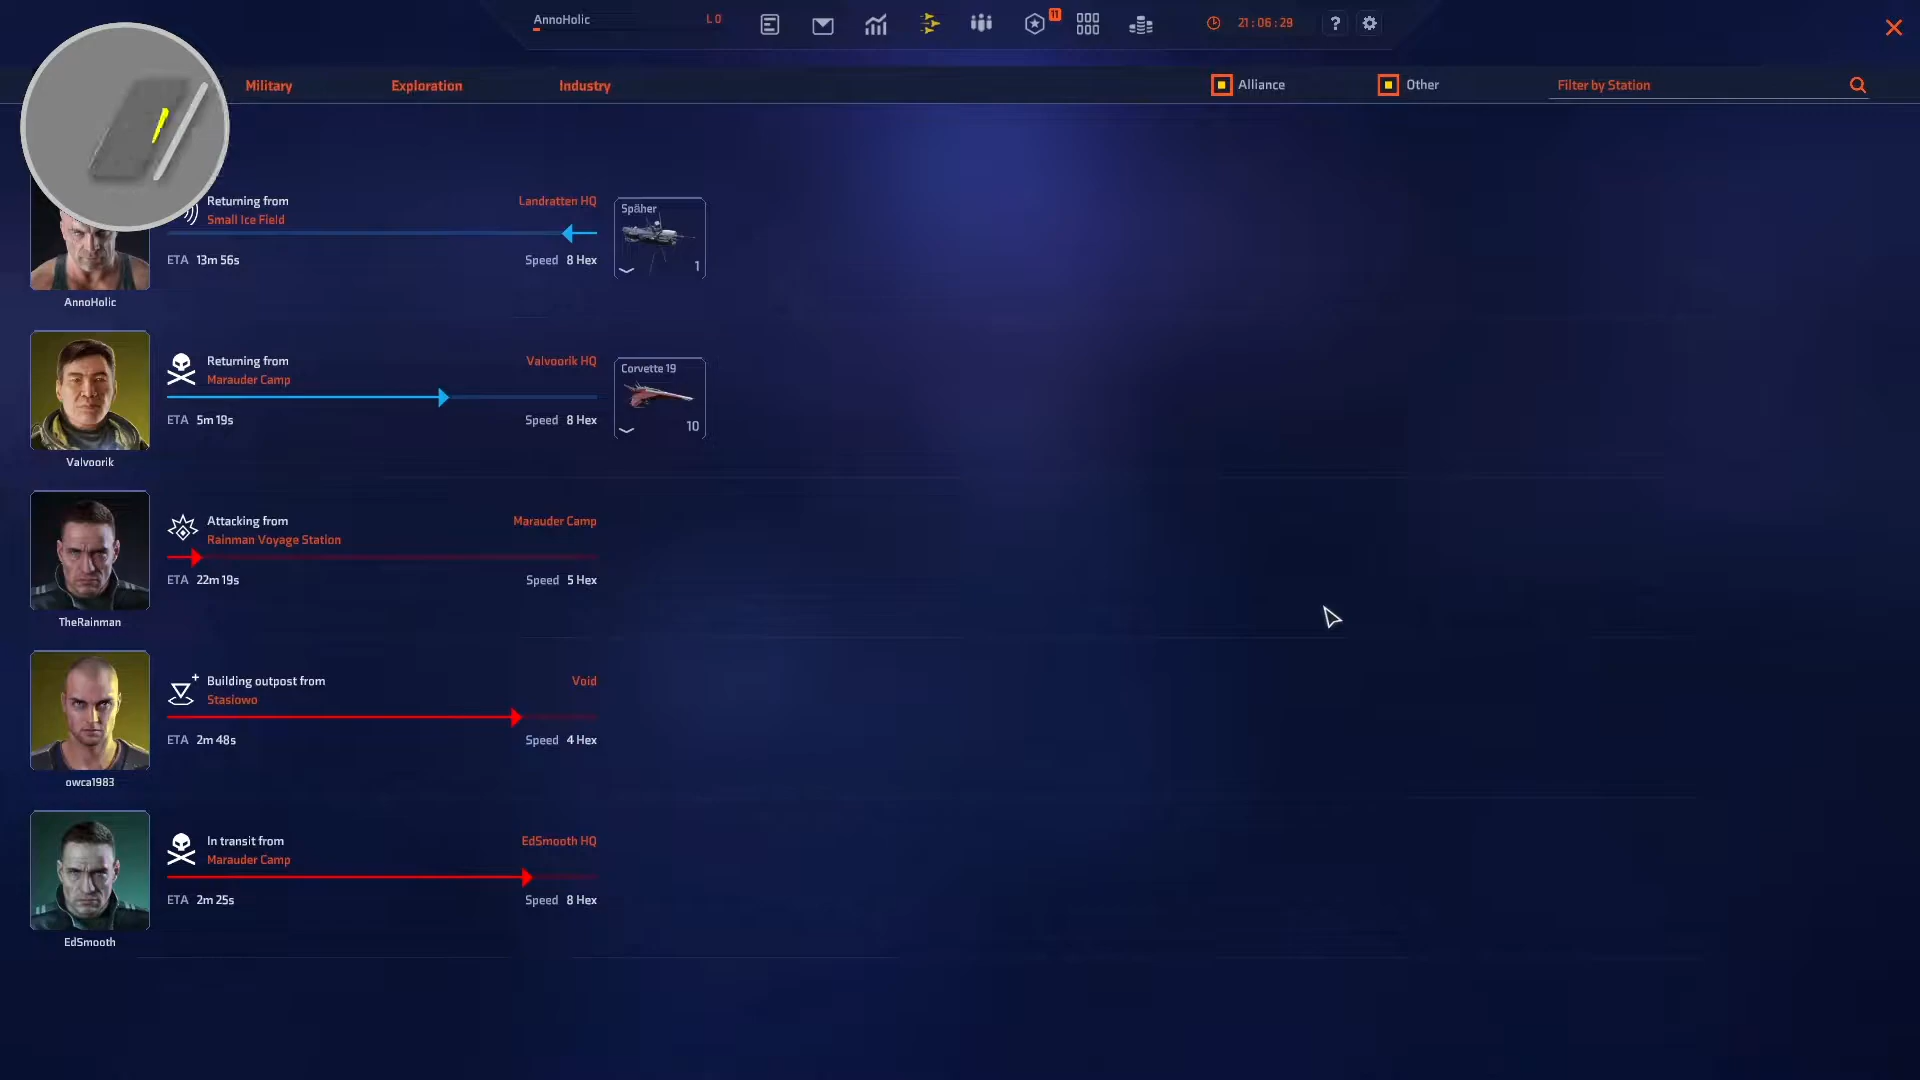 AnnoHolic L 0 11 21:06:29 ?
Military Exploration Industry Alliance Other Filter by Station
Returning from Landratten HQ
Small Ice Field
Späher
ETA 13m 56s Speed 8 Hex 1
AnnoHolic
Returning from Valvoorik HQ
Marauder Camp
Corvette 19
ETA 5m 19s Speed 8 Hex 10
Valvoorik
Attacking from Marauder Camp
Rainman Voyage Station
ETA 22m 19s Speed 5 Hex
TheRainman
Building outpost from Void
Stasiowo
ETA 2m 48s Speed 4 Hex
owca1983
In transit from EdSmooth HQ
Marauder Camp
ETA 2m 25s Speed 8 Hex
EdSmooth